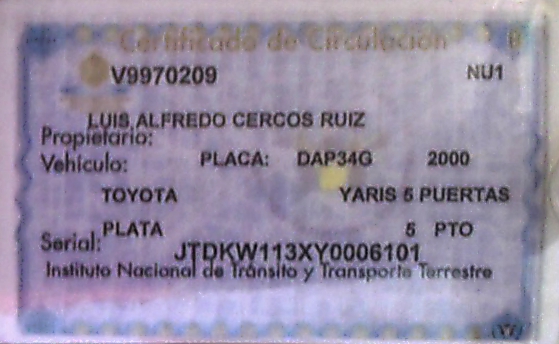 Certificado de Circulación
V9970209 NU1
LUIS ALFREDO CERCOS RUIZ
Propietario:
Vehículo: PLACA: DAP34G 2000
TOYOTA YARIS 5 PUERTAS
PLATA 5 PTO
Serial: JTDKW113XY0006101
Instituto Nacional de Tránsito y Transporte Terrestre